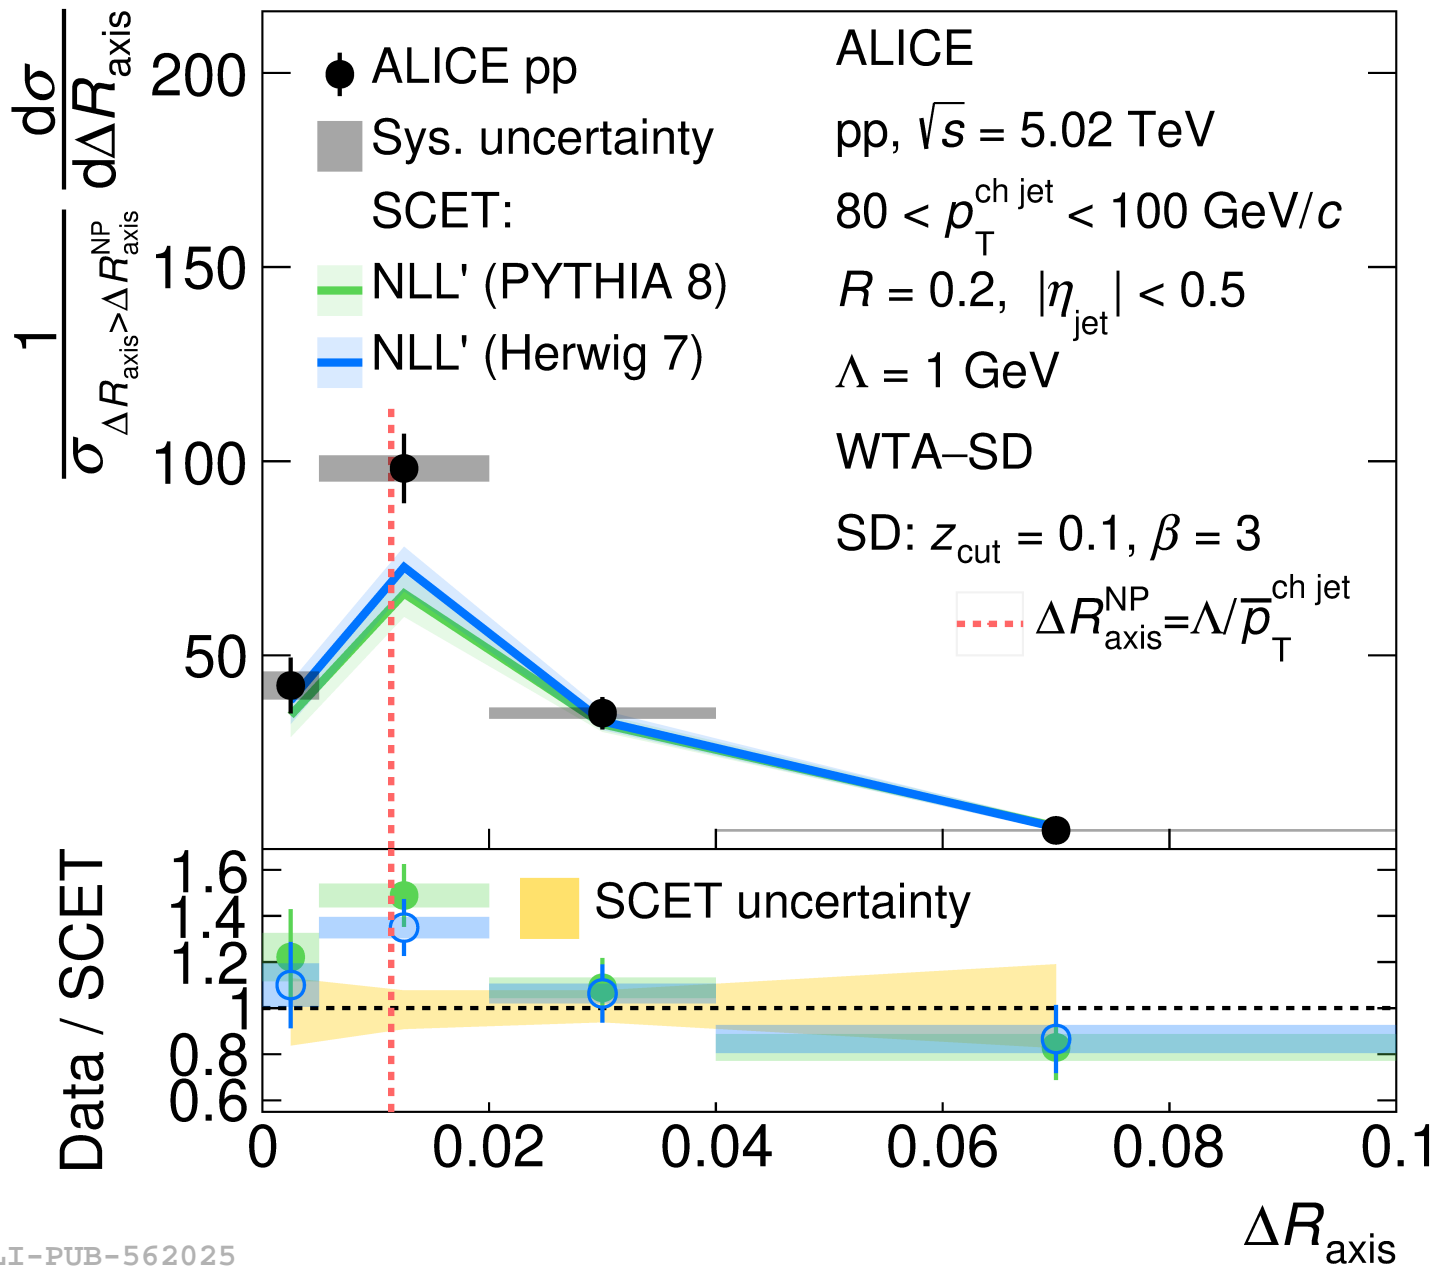 1/σ_{ΔR_axis>ΔR_axis^NP} dσ/dΔR_axis
200
150
100
50
ALICE pp
Sys. uncertainty
SCET:
NLL' (PYTHIA 8)
NLL' (Herwig 7)
ALICE
pp, √s = 5.02 TeV
80 < p_T^{ch jet} < 100 GeV/c
R = 0.2, |η_jet| < 0.5
Λ = 1 GeV
WTA–SD
SD: z_cut = 0.1, β = 3
ΔR_axis^NP=Λ/p̅_T^{ch jet}
Data / SCET
1.6
1.4
1.2
1
0.8
0.6
SCET uncertainty
0 0.02 0.04 0.06 0.08 0.1
ΔR_axis
LI-PUB-562025